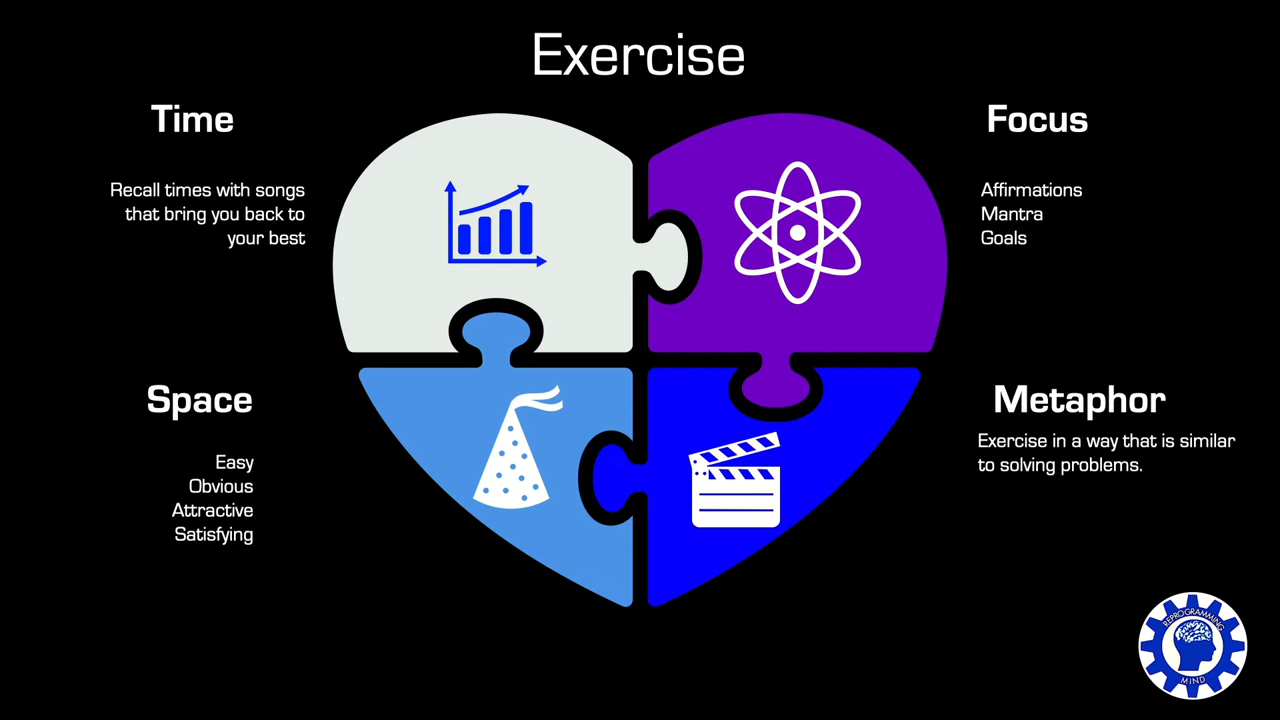 Exercise
Time
Recall times with songs
that bring you back to
your best
Focus
Affirmations
Mantra
Goals
Space
Easy
Obvious
Attractive
Satisfying
Metaphor
Exercise in a way that is similar
to solving problems.
REPROGRAMMING
MIND